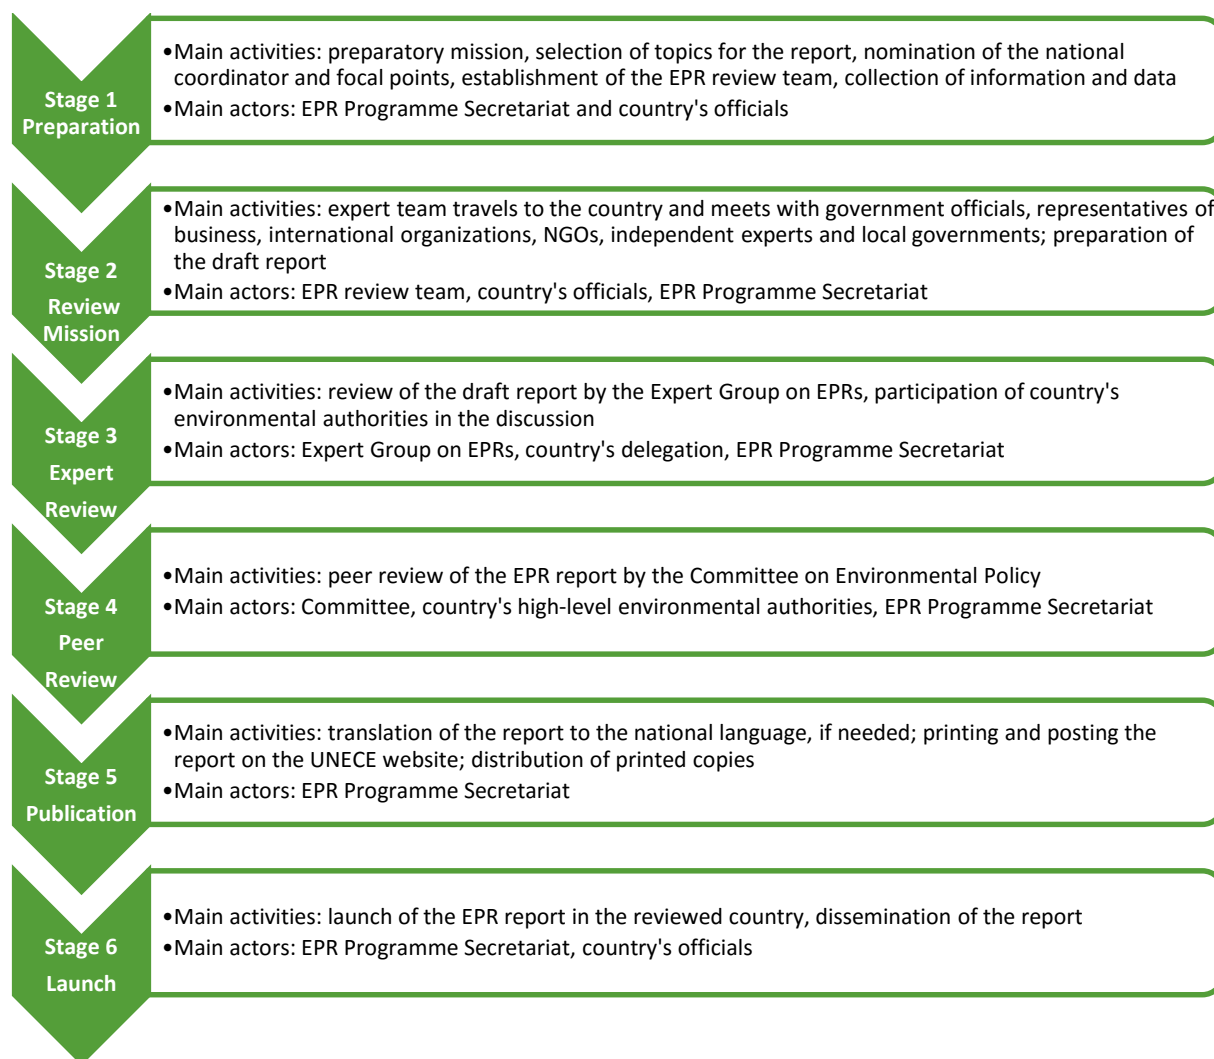 Stage 1
Preparation
•Main activities: preparatory mission, selection of topics for the report, nomination of the national
coordinator and focal points, establishment of the EPR review team, collection of information and data
•Main actors: EPR Programme Secretariat and country's officials
Stage 2
Review
Mission
•Main activities: expert team travels to the country and meets with government officials, representatives of
business, international organizations, NGOs, independent experts and local governments; preparation of
the draft report
•Main actors: EPR review team, country's officials, EPR Programme Secretariat
Stage 3
Expert
Review
•Main activities: review of the draft report by the Expert Group on EPRs, participation of country's
environmental authorities in the discussion
•Main actors: Expert Group on EPRs, country's delegation, EPR Programme Secretariat
Stage 4
Peer
Review
•Main activities: peer review of the EPR report by the Committee on Environmental Policy
•Main actors: Committee, country's high-level environmental authorities, EPR Programme Secretariat
Stage 5
Publication
•Main activities: translation of the report to the national language, if needed; printing and posting the
report on the UNECE website; distribution of printed copies
•Main actors: EPR Programme Secretariat
Stage 6
Launch
•Main activities: launch of the EPR report in the reviewed country, dissemination of the report
•Main actors: EPR Programme Secretariat, country's officials